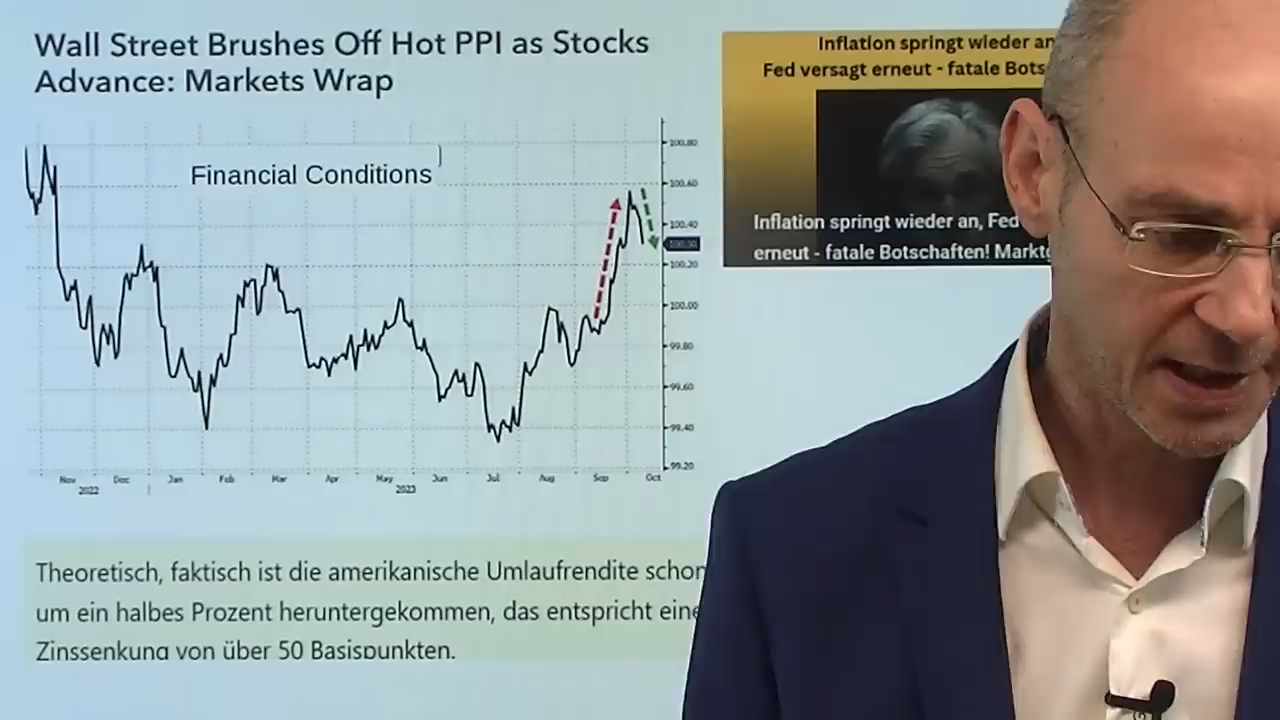 Wall Street Brushes Off Hot PPI as Stocks
Advance: Markets Wrap
Financial Conditions
100.80
100.60
100.40
100.20
100.00
99.80
99.60
99.40
99.20
Nov Dec Jan Feb Mar Apr May Jun Jul Aug Sep Oct
2022 2023
Inflation springt wieder an
Fed versagt erneut - fatale Bots
Inflation springt wieder an, Fed
erneut - fatale Botschaften! Markt
Theoretisch, faktisch ist die amerikanische Umlaufrendite schon
um ein halbes Prozent heruntergekommen, das entspricht eine
Zinssenkung von über 50 Basispunkten.